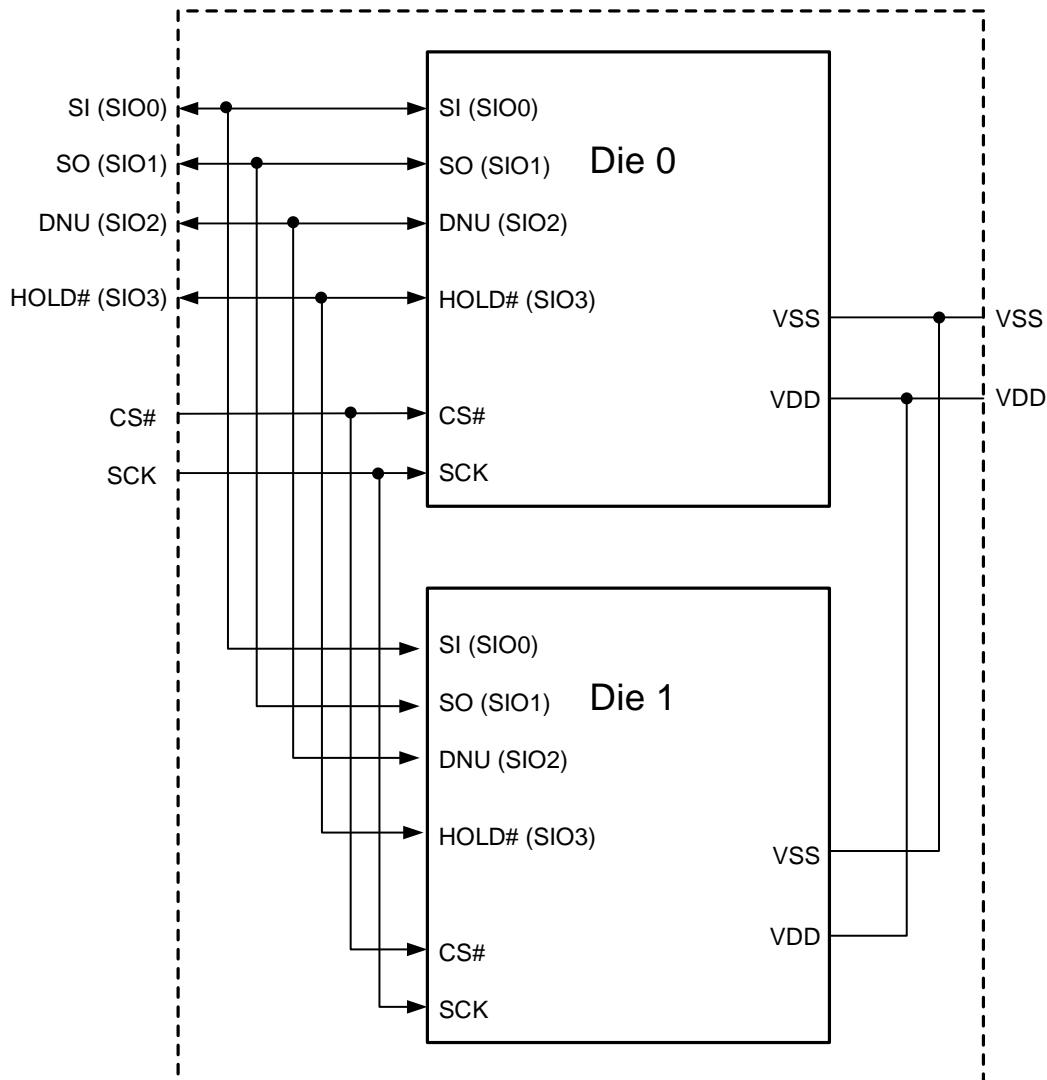 SI (SIO0)
SO (SIO1)
DNU (SIO2)
HOLD# (SIO3)
CS#
SCK
SI (SIO0)
SO (SIO1)
DNU (SIO2)
HOLD# (SIO3)
CS#
SCK
Die 0
VSS
VDD
VSS
VDD
SI (SIO0)
SO (SIO1)
DNU (SIO2)
HOLD# (SIO3)
CS#
SCK
Die 1
VSS
VDD